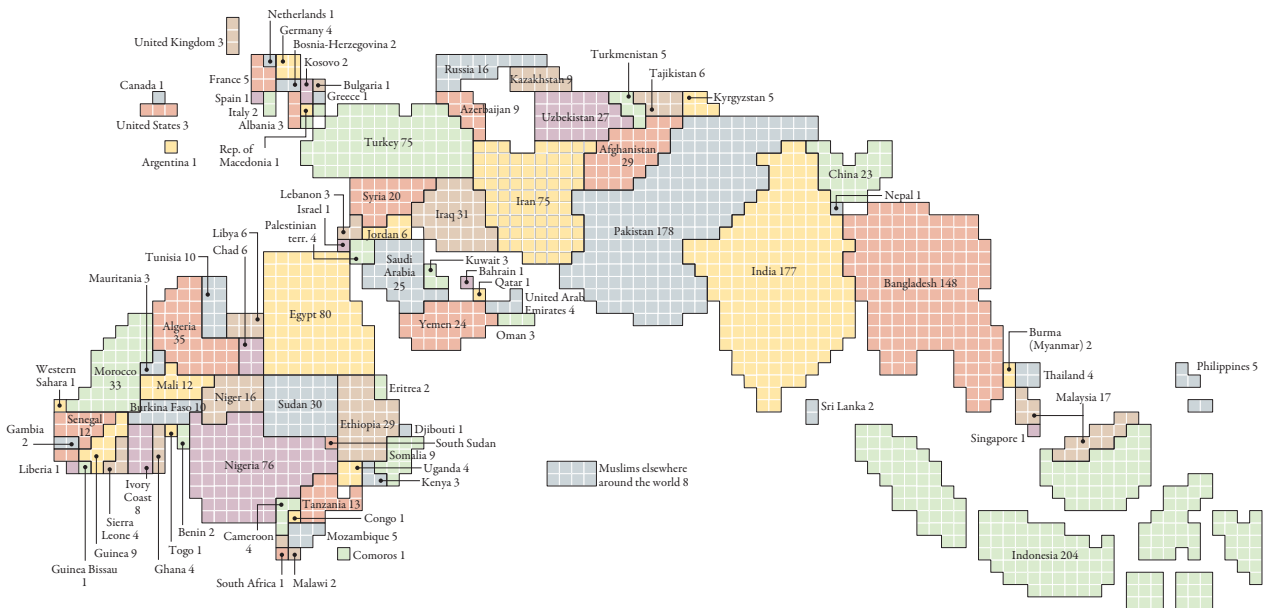 Netherlands 1
Germany 4
United Kingdom 3
Bosnia-Herzegovina 2
Kosovo 2
France 5
Canada 1
Spain 1
Bulgaria 1
Greece 1
Italy 2
United States 3
Albania 3
Argentina 1
Rep. of
Macedonia 1
Turkey 75
Russia 16
Kazakhstan 9
Azerbaijan 9
Turkmenistan 5
Tajikistan 6
Kyrgyzstan 5
Uzbekistan 27
Afghanistan
29
China 23
Nepal 1
Lebanon 3
Syria 20
Israel 1
Iraq 31
Iran 75
Pakistan 178
Palestinian
terr. 4
Jordan 6
Libya 6
Chad 6
Tunisia 10
Mauritania 3
Saudi
Arabia
25
Kuwait 3
Bahrain 1
Qatar 1
United Arab
Emirates 4
Oman 3
Yemen 24
India 177
Bangladesh 148
Egypt 80
Algeria
35
Morocco
33
Western
Sahara 1
Mali 12
Niger 16
Sudan 30
Eritrea 2
Burkina Faso 10
Senegal
12
Ethiopia 29
Djibouti 1
Gambia
2
South Sudan
Somalia 9
Liberia 1
Nigeria 76
Uganda 4
Kenya 3
Ivory
Coast
8
Tanzania 13
Sierra
Leone 4
Benin 2
Congo 1
Guinea 9
Togo 1
Cameroon
4
Mozambique 5
Guinea Bissau
1
Ghana 4
Comoros 1
South Africa 1
Malawi 2
Muslims elsewhere
around the world 8
Burma
(Myanmar) 2
Thailand 4
Philippines 5
Sri Lanka 2
Malaysia 17
Singapore 1
Indonesia 204